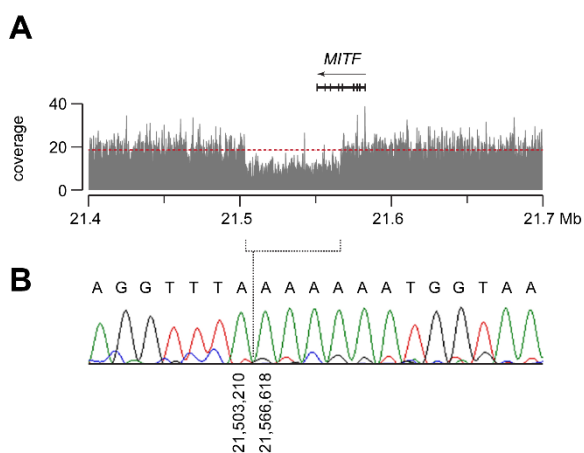 A
MITF
coverage
40
20
0
21.4 21.5 21.6 21.7 Mb
B
A G G T T T A A A A A A A T G G T A A
21,503,210
21,566,618